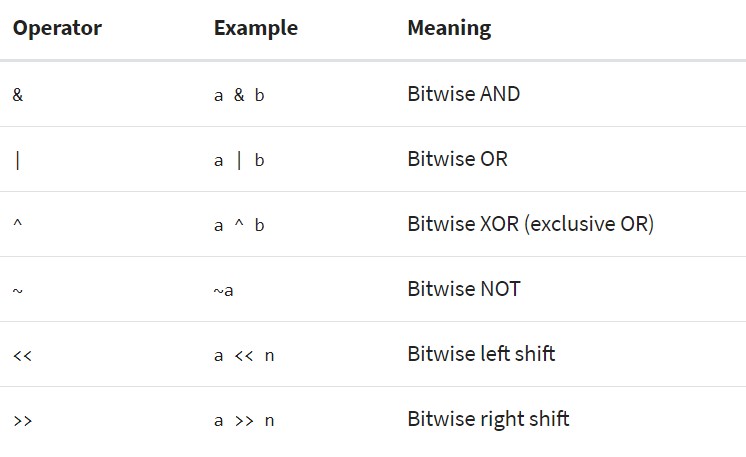 Operator Example Meaning
& a & b Bitwise AND
| a | b Bitwise OR
^ a ^ b Bitwise XOR (exclusive OR)
~ ~a Bitwise NOT
<< a << n Bitwise left shift
>> a >> n Bitwise right shift